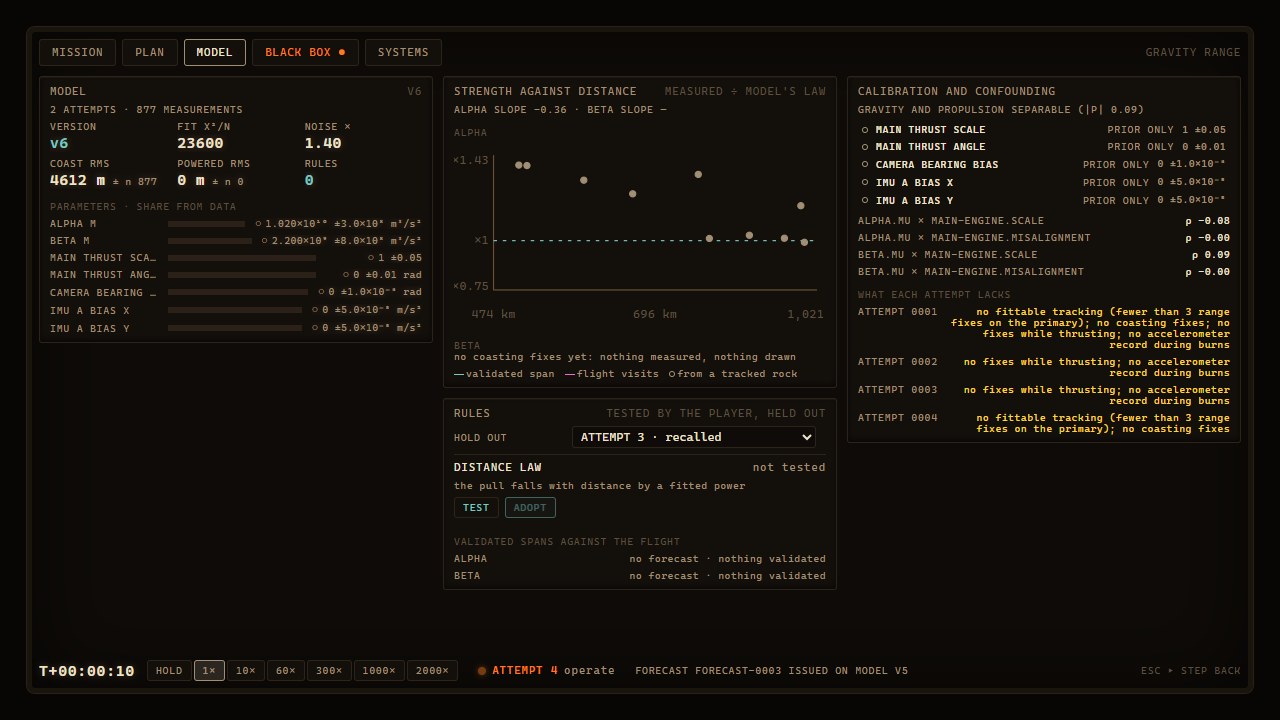 MISSION PLAN MODEL BLACK BOX GRAVITY RANGE SYSTEMS
MODEL V6
2 ATTEMPTS · 877 MEASUREMENTS
VERSION FIT X²/N NOISE ×
v6 23600 1.40
COAST RMS POWERED RMS RULES
4612 m ± n 877 0 m ± n 0 0
PARAMETERS · SHARE FROM DATA
ALPHA M
BETA M
MAIN THRUST SCA… 1 ±0.05
MAIN THRUST ANG… 0 ±0.01 rad
CAMERA BEARING …
IMU A BIAS X
IMU A BIAS Y
STRENGTH AGAINST DISTANCE MEASURED ÷ MODEL'S LAW
ALPHA SLOPE −0.36 · BETA SLOPE —
ALPHA
×1.43
×1
×0.75
474 km 696 km 1,021
BETA
no coasting fixes yet: nothing measured, nothing drawn
validated span flight visits from a tracked rock
RULES TESTED BY THE PLAYER, HELD OUT
HOLD OUT ATTEMPT 3 · recalled
DISTANCE LAW not tested
the pull falls with distance by a fitted power
TEST ADOPT
VALIDATED SPANS AGAINST THE FLIGHT
ALPHA no forecast · nothing validated
BETA no forecast · nothing validated
CALIBRATION AND CONFOUNDING
GRAVITY AND PROPULSION SEPARABLE (|Ρ| 0.09)
MAIN THRUST SCALE PRIOR ONLY 1 ±0.05
MAIN THRUST ANGLE PRIOR ONLY 0 ±0.01
CAMERA BEARING BIAS PRIOR ONLY
IMU A BIAS X PRIOR ONLY
IMU A BIAS Y PRIOR ONLY
ALPHA.MU × MAIN-ENGINE.SCALE ρ −0.08
ALPHA.MU × MAIN-ENGINE.MISALIGNMENT ρ −0.00
BETA.MU × MAIN-ENGINE.SCALE ρ 0.09
BETA.MU × MAIN-ENGINE.MISALIGNMENT ρ −0.00
WHAT EACH ATTEMPT LACKS
ATTEMPT 0001 no fittable tracking (fewer than 3 range
fixes on the primary); no coasting fixes; no
fixes while thrusting; no accelerometer
record during burns
ATTEMPT 0002 no fixes while thrusting; no accelerometer
record during burns
ATTEMPT 0003 no fixes while thrusting; no accelerometer
record during burns
ATTEMPT 0004 no fittable tracking (fewer than 3 range
fixes on the primary); no coasting fixes
T+00:00:10 HOLD 1× 10× 60× 300× 1000× 2000× ATTEMPT 4 operate FORECAST FORECAST-0003 ISSUED ON MODEL V5 ESC ▸ STEP BACK